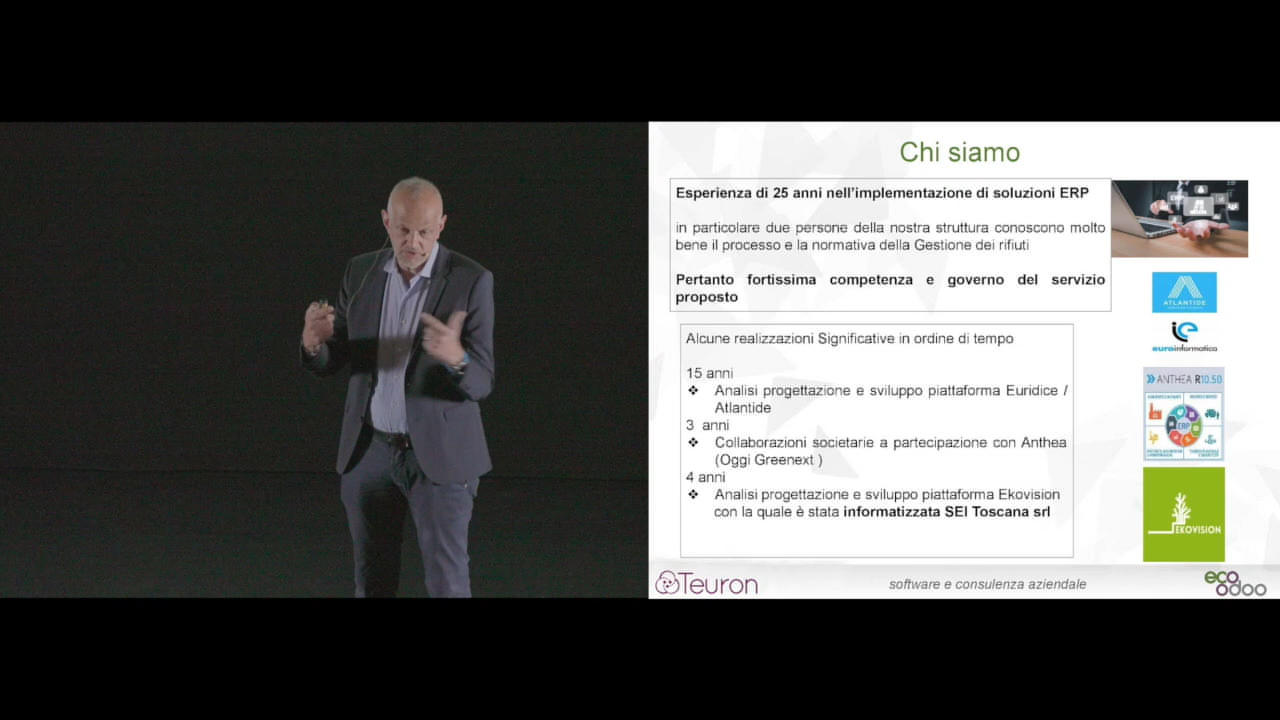 Chi siamo
Esperienza di 25 anni nell'implementazione di soluzioni ERP
in particolare due persone della nostra struttura conoscono molto
bene il processo e la normativa della Gestione dei rifiuti
Pertanto fortissima competenza e governo del servizio
proposto
ERP
ATLANTIDE
euroinformatica
Alcune realizzazioni Significative in ordine di tempo
15 anni
❖ Analisi progettazione e sviluppo piattaforma Euridice /
Atlantide
3 anni
❖ Collaborazioni societarie a partecipazione con Anthea
(Oggi Greenext )
4 anni
❖ Analisi progettazione e sviluppo piattaforma Ekovision
con la quale è stata informatizzata SEI Toscana srl
ANTHEA R10.50
ERP
EKOVISION
Teuron
software e consulenza aziendale
eco
odoo